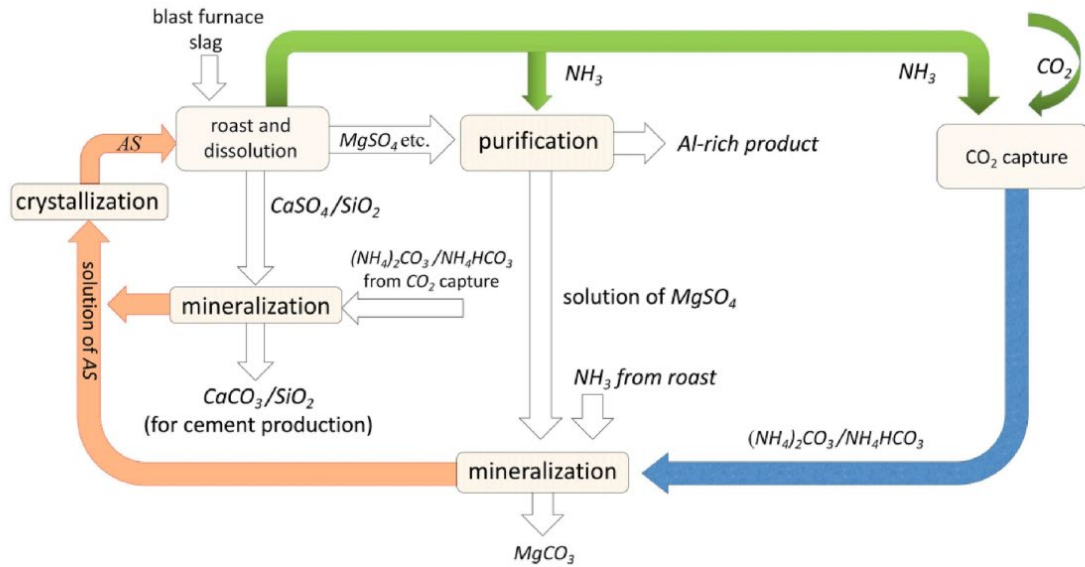 blast furnace
slag
NH₃
NH₃
CO₂
AS
roast and
dissolution
MgSO₄ etc.
purification
Al-rich product
CO₂ capture
crystallization
CaSO₄/SiO₂
(NH₄)₂CO₃/NH₄HCO₃
from CO₂ capture
solution of AS
mineralization
solution of MgSO₄
CaCO₃/SiO₂
(for cement production)
NH₃ from roast
(NH₄)₂CO₃/NH₄HCO₃
mineralization
MgCO₃